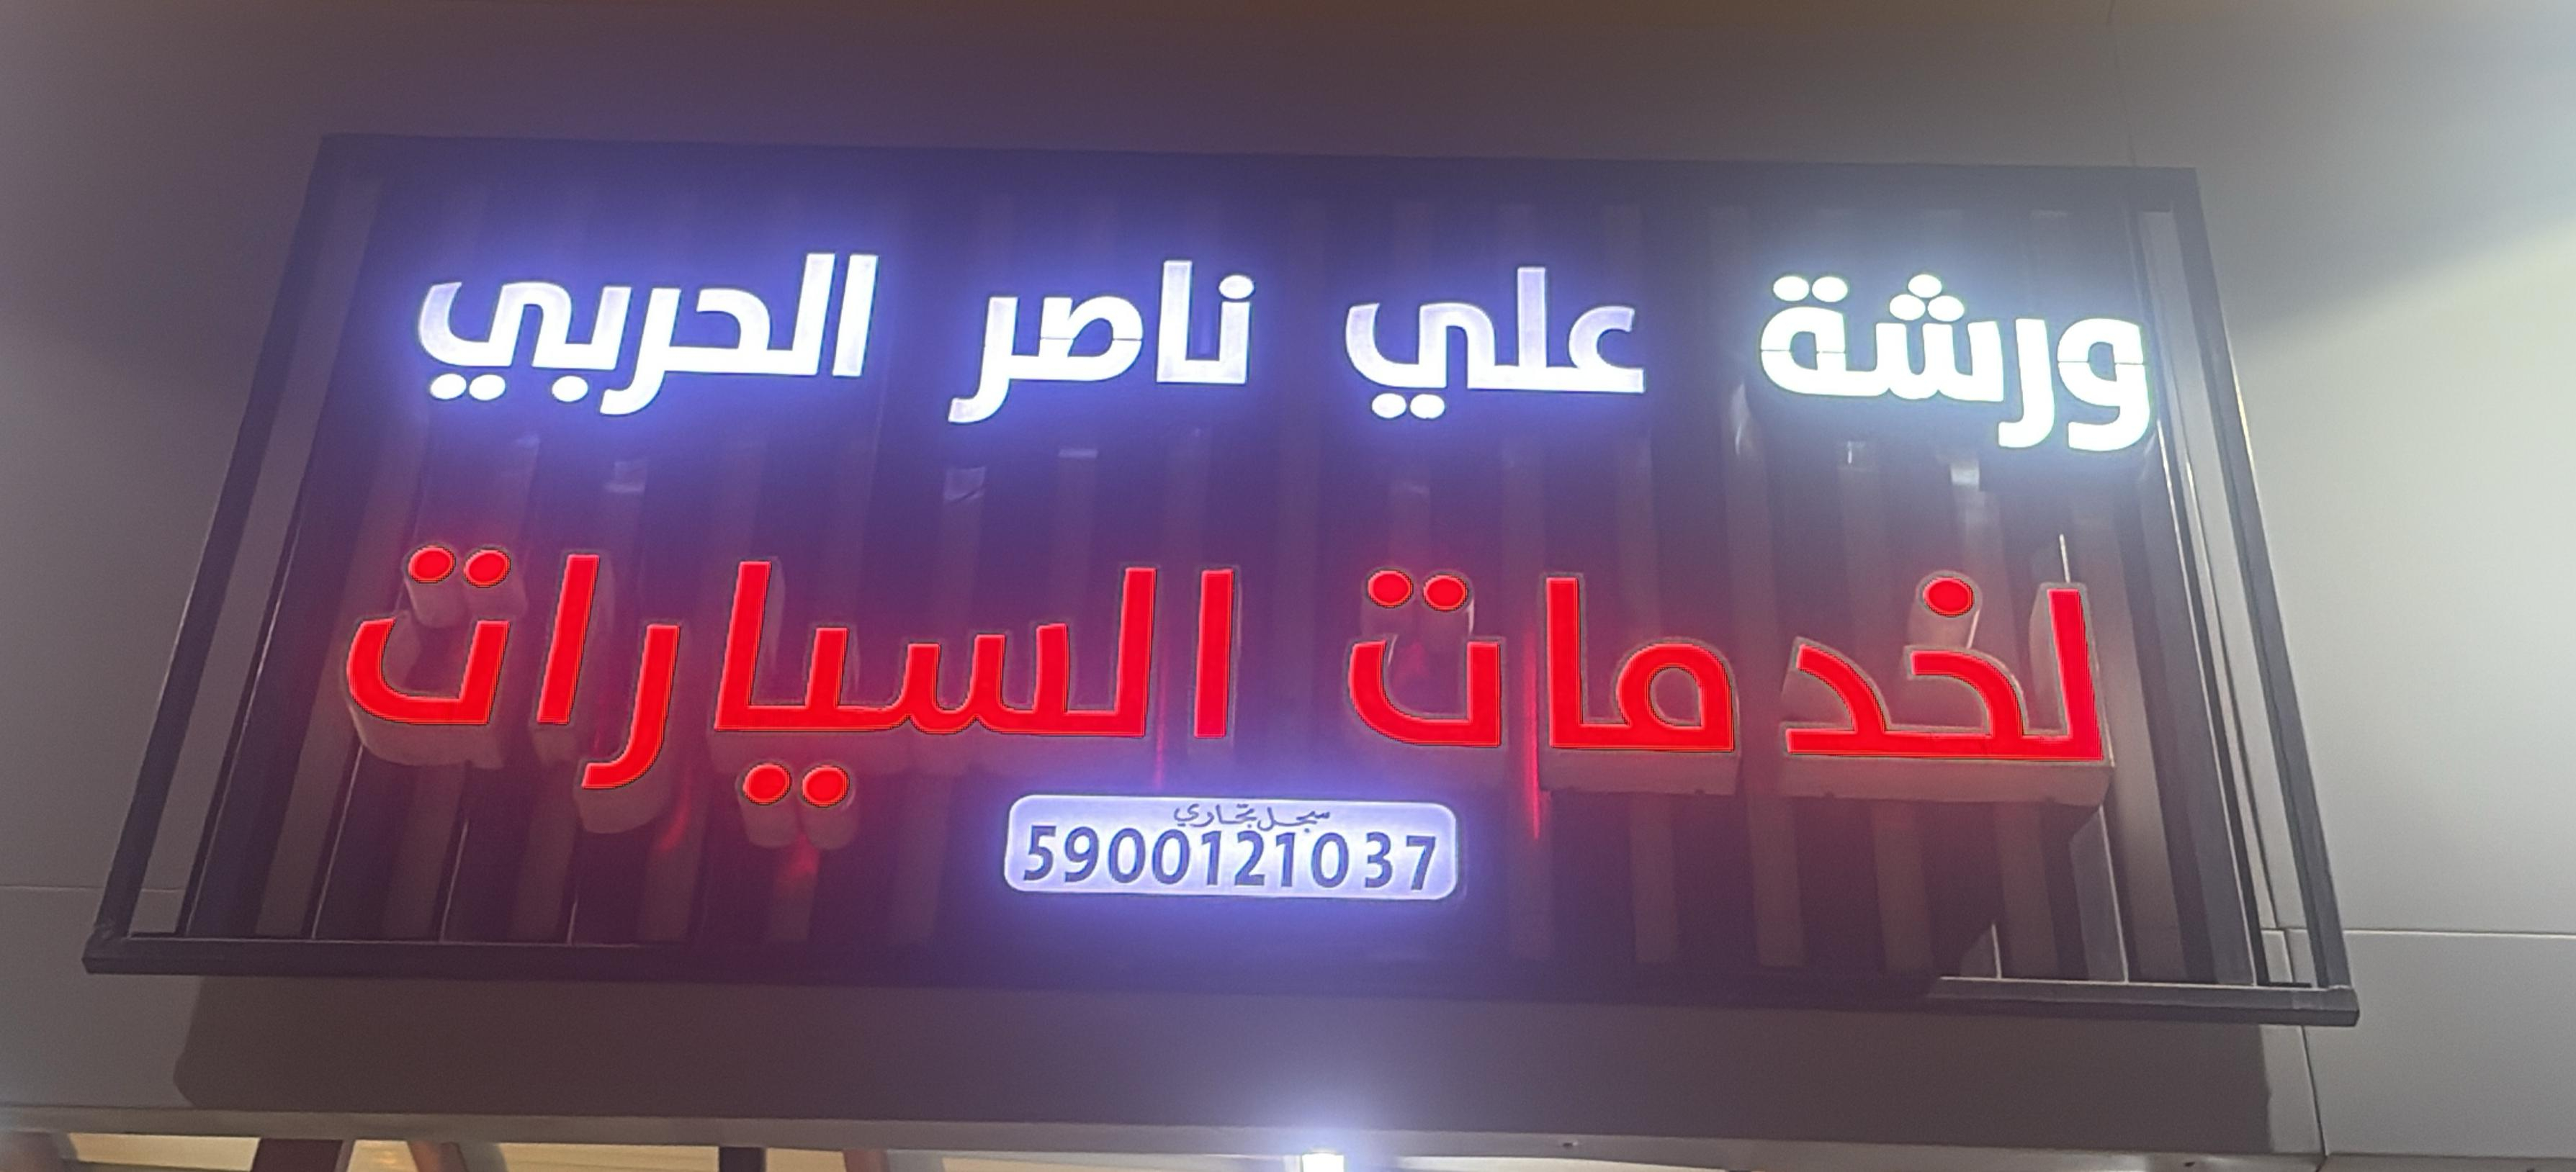 ورشة علي ناصر الحربي
لخدمات السيارات
سجل تجاري
5900121037